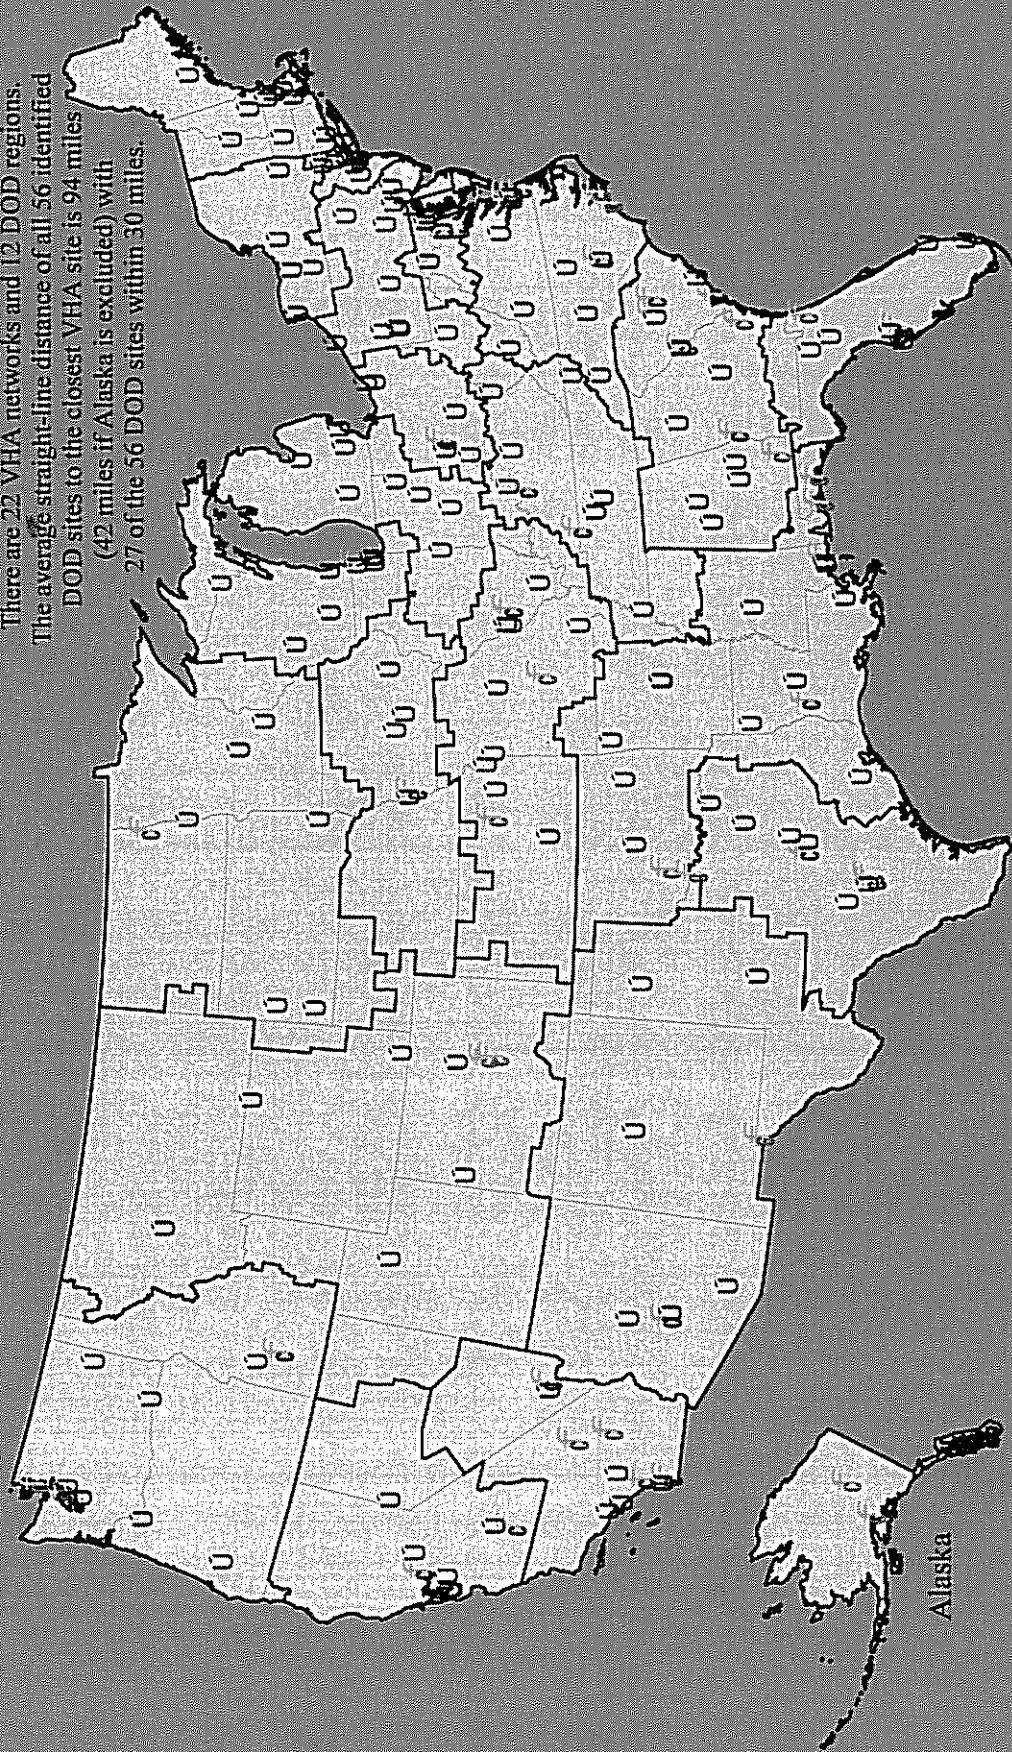 There are 22 VHA networks and 12 DOD regions.
The average straight-line distance of all 56 identified
DOD sites to the closest VHA site is 94 miles
(42 miles if Alaska is excluded) with
27 of the 56 DOD sites within 30 miles.
Alaska